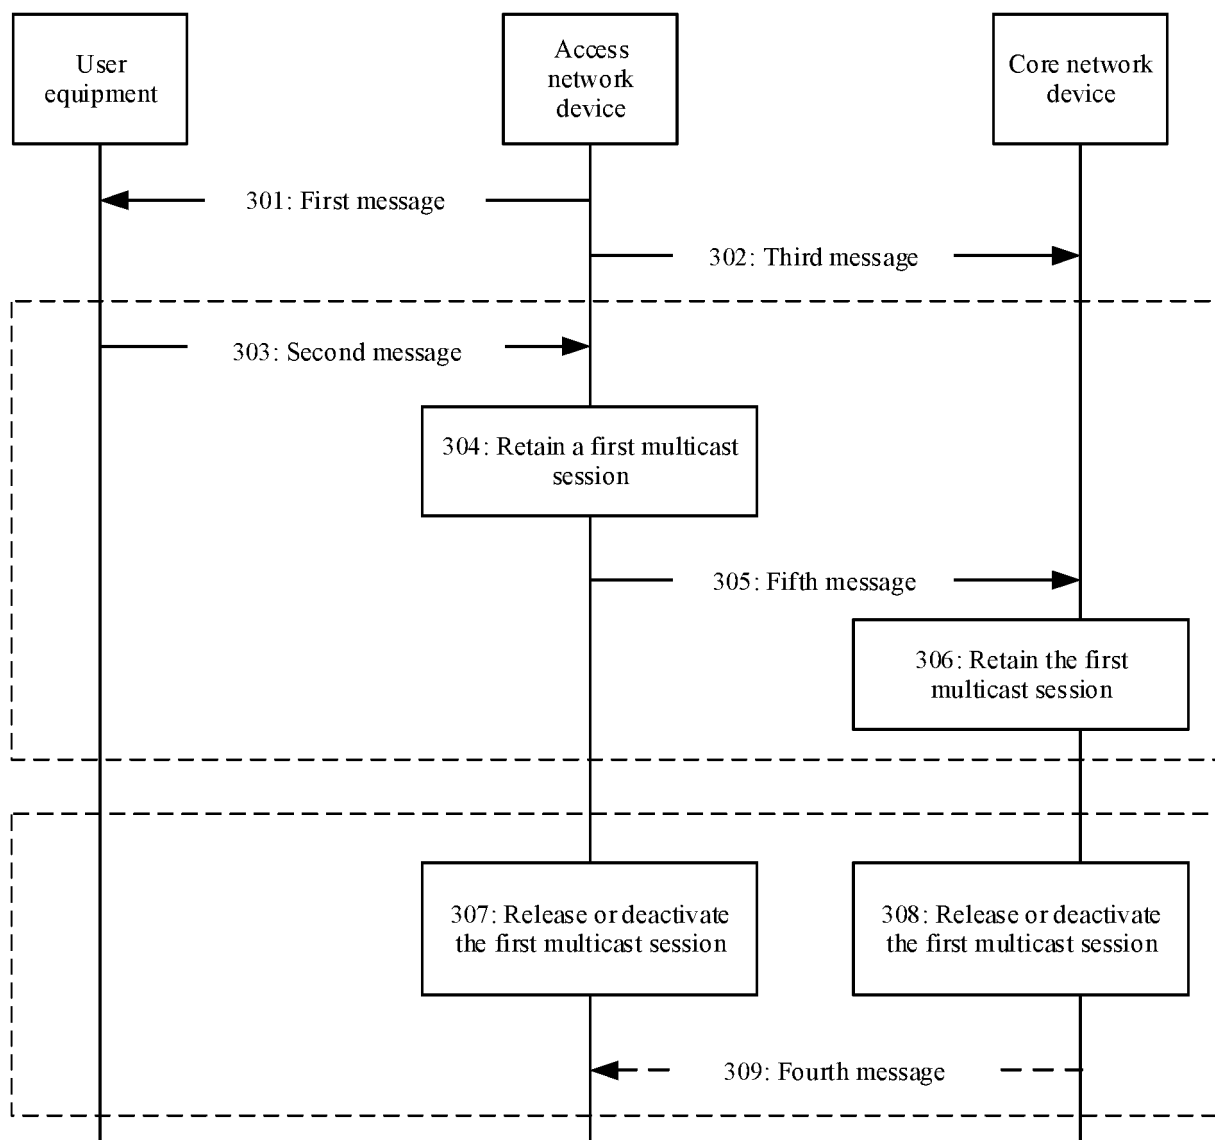 User
equipment
Access
network
device
Core network
device
301: First message
302: Third message
303: Second message
304: Retain a first multicast
session
305: Fifth message
306: Retain the first
multicast session
307: Release or deactivate
the first multicast session
308: Release or deactivate
the first multicast session
309: Fourth message